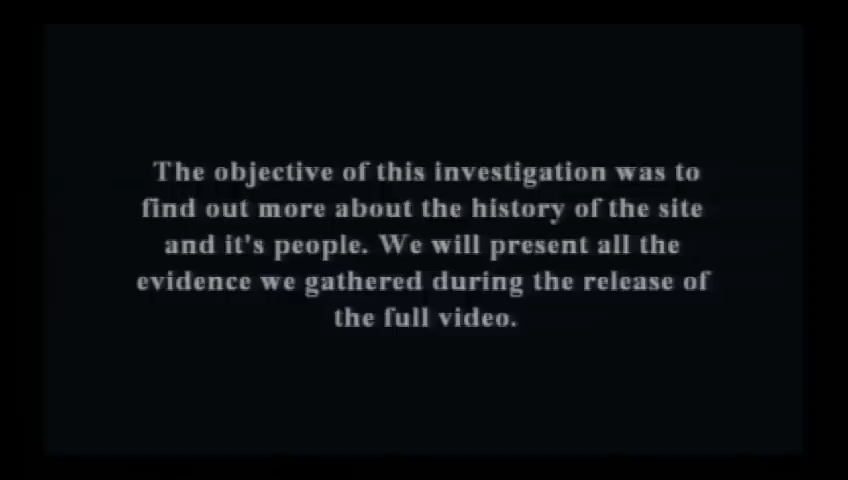 The objective of this investigation was to
find out more about the history of the site
and it's people. We will present all the
evidence we gathered during the release of
the full video.